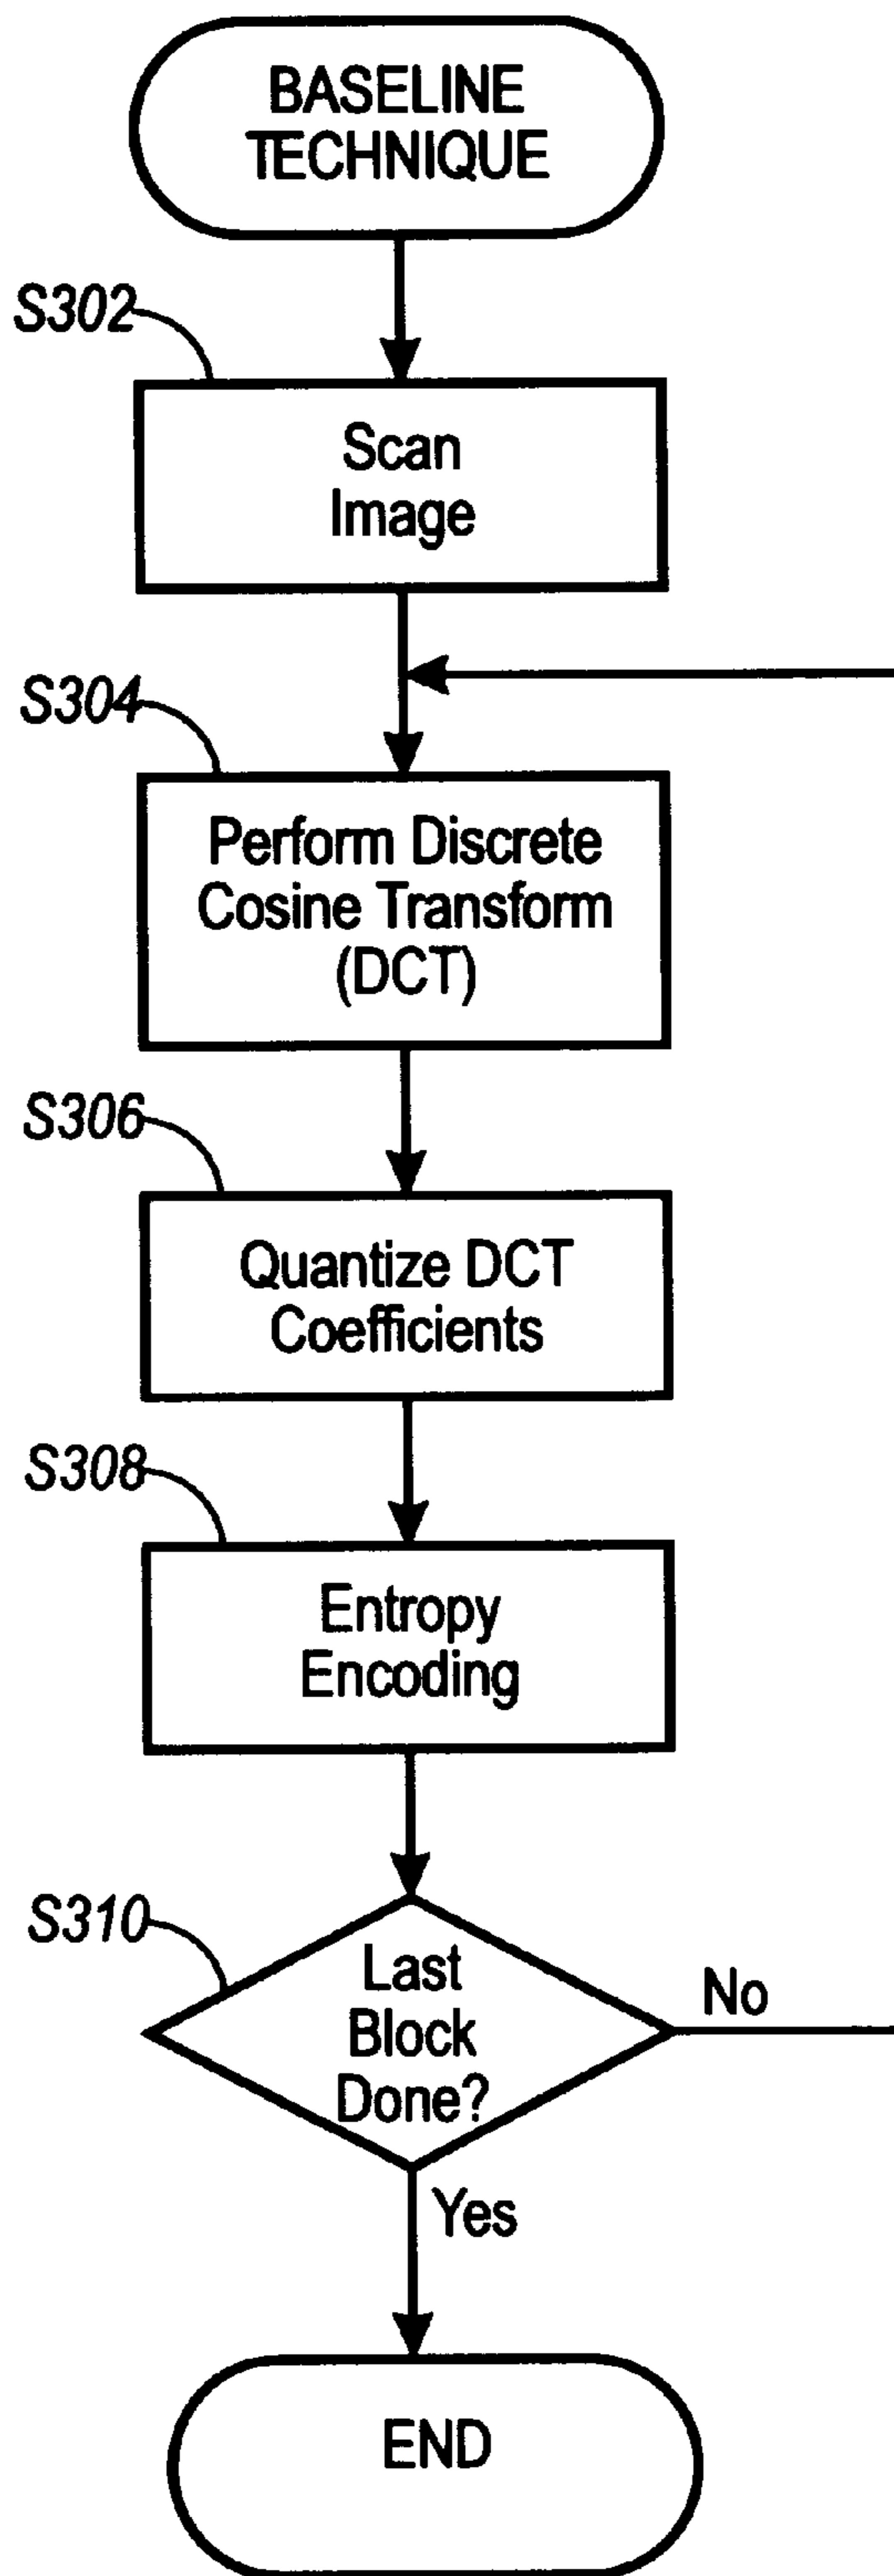 BASELINE
TECHNIQUE
S302
Scan
Image
S304
Perform Discrete
Cosine Transform
(DCT)
S306
Quantize DCT
Coefficients
S308
Entropy
Encoding
S310
Last
Block
Done?
No
Yes
END